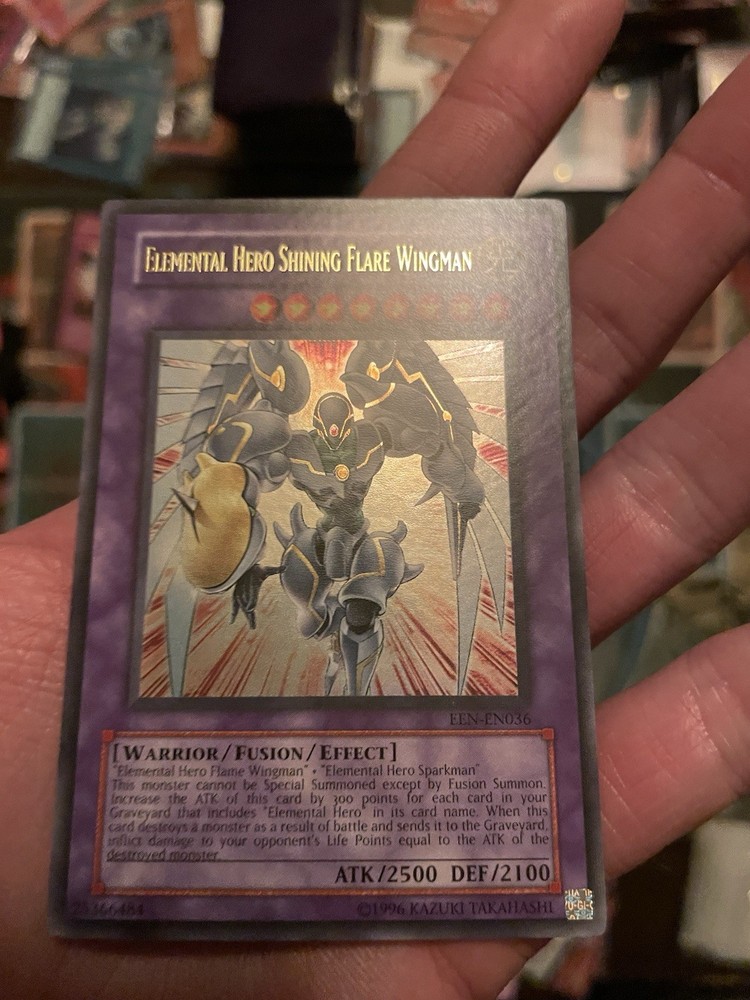 ELEMENTAL HERO SHINING FLARE WINGMAN
EEN-EN036
[WARRIOR/FUSION/EFFECT]
"Elemental Hero Flame Wingman" • "Elemental Hero Sparkman"
This monster cannot be Special Summoned except by Fusion Summon.
Increase the ATK of this card by 300 points for each card in your
Graveyard that includes "Elemental Hero" in its card name. When this
card destroys a monster as a result of battle and sends it to the Graveyard,
inflict damage to your opponent's Life Points equal to the ATK of the
destroyed monster.
ATK/2500 DEF/2100
©1996 KAZUKI TAKAHASHI